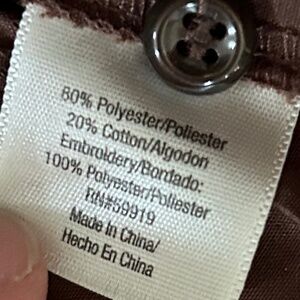 80% Polyester/Poliester
20% Cotton/Algodon
Embroidery/Bordado:
100% Polyester/Poliester
RN#59919
Made In China/
Hecho En China